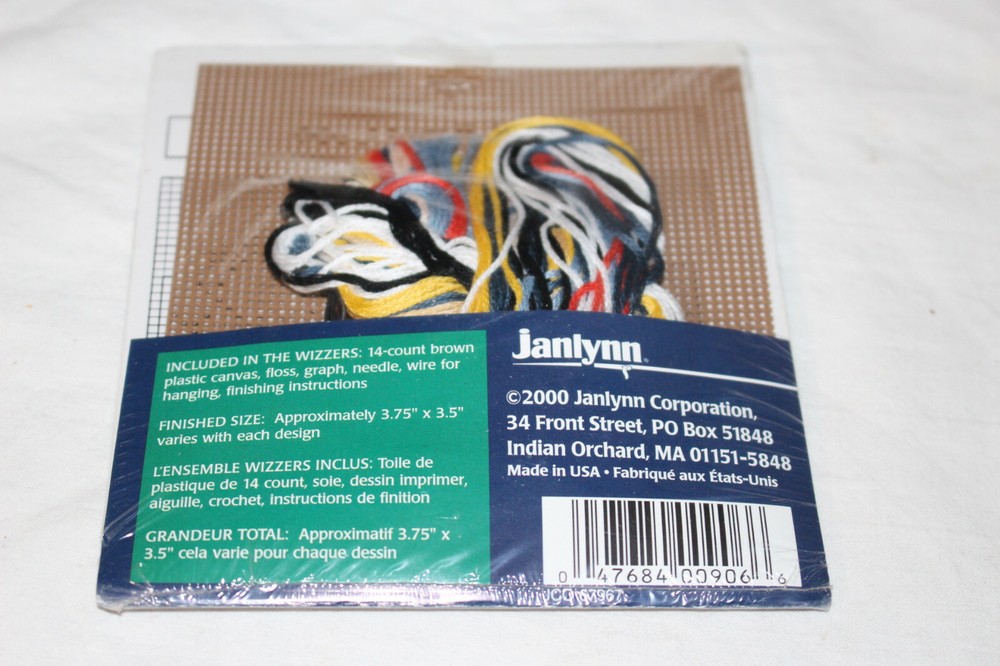 INCLUDED IN THE WIZZERS: 14-count brown
plastic canvas, floss, graph, needle, wire for
hanging, finishing instructions
FINISHED SIZE: Approximately 3.75" x 3.5"
varies with each design
L'ENSEMBLE WIZZERS INCLUS: Toile de
plastique de 14 count, soie, dessin imprimer,
aiguille, crochet, instructions de finition
GRANDEUR TOTAL: Approximatif 3.75" x
3.5" cela varie pour chaque dessin
Janlynn
©2000 Janlynn Corporation,
34 Front Street, PO Box 51848
Indian Orchard, MA 01151-5848
Made in USA • Fabriqué aux États-Unis
0 47684 00906 6